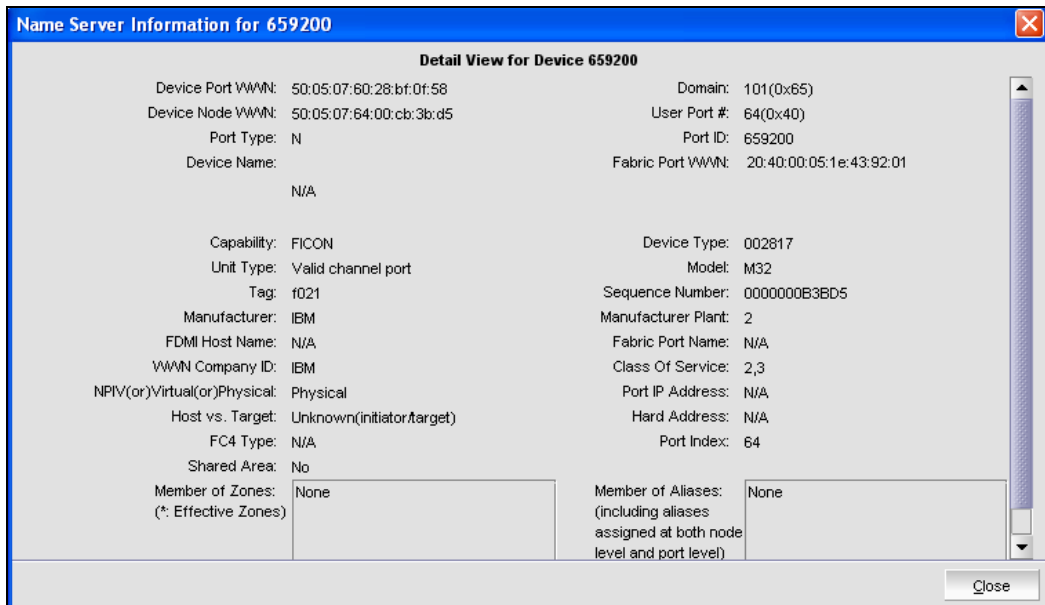 Name Server Information for 659200
Detail View for Device 659200
Device Port WWN: 50:05:07:60:28:bf:0f:58 Domain: 101(0x65)
Device Node WWN: 50:05:07:64:00:cb:3b:d5 User Port #: 64(0x40)
Port Type: N Port ID: 659200
Device Name: Fabric Port WWN: 20:40:00:05:1e:43:92:01
N/A
Capability: FICON Device Type: 002817
Unit Type: Valid channel port Model: M32
Tag: f021 Sequence Number: 0000000B3BD5
Manufacturer: IBM Manufacturer Plant: 2
FDMI Host Name: N/A Fabric Port Name: N/A
WWN Company ID: IBM Class Of Service: 2,3
NPIV(or)Virtual(or)Physical: Physical Port IP Address: N/A
Host vs. Target: Unknown(initiator/target) Hard Address: N/A
FC4 Type: N/A Port Index: 64
Shared Area: No
Member of Zones: None Member of Aliases: None
(*: Effective Zones) (including aliases
assigned at both node
level and port level)
Close